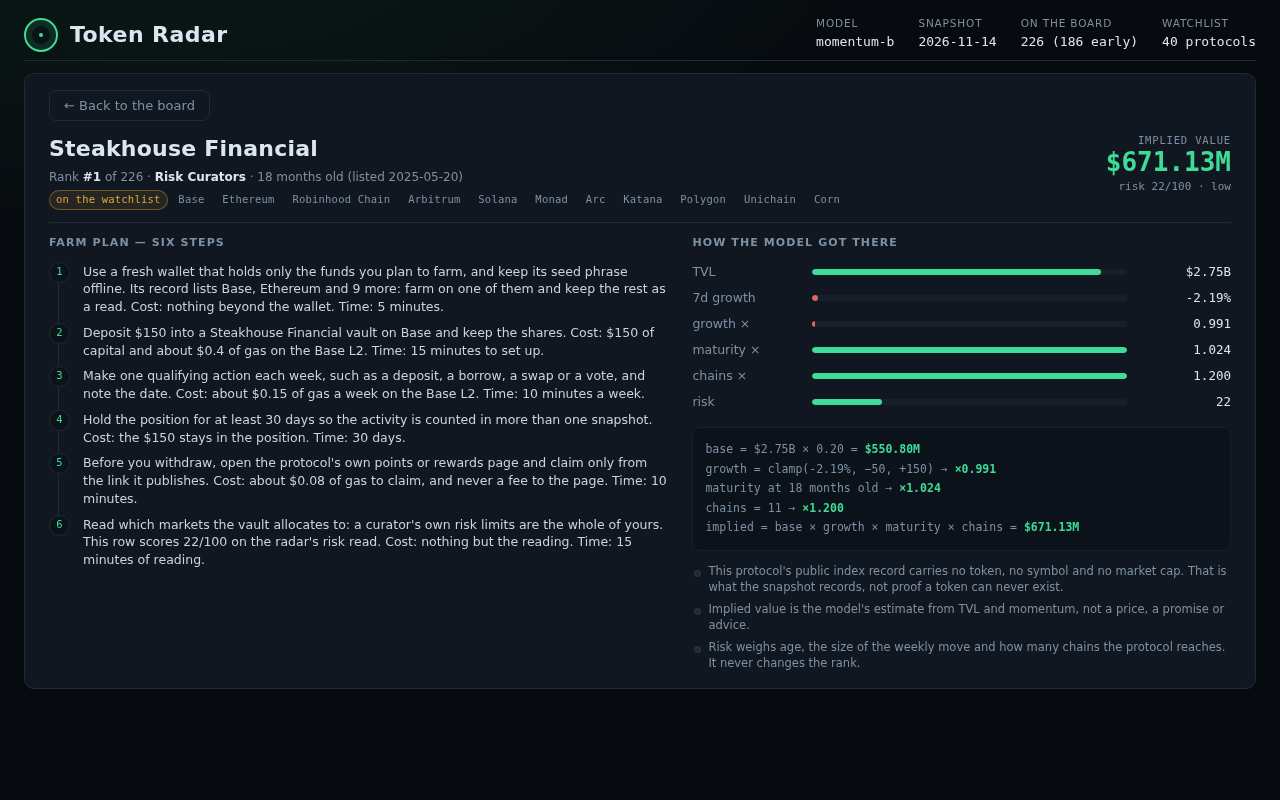 Token Radar
MODEL
momentum-b
SNAPSHOT
2026-11-14
ON THE BOARD
226 (186 early)
WATCHLIST
40 protocols
← Back to the board
Steakhouse Financial
Rank #1 of 226 · Risk Curators · 18 months old (listed 2025-05-20)
on the watchlist Base Ethereum Robinhood Chain Arbitrum Solana Monad Arc Katana Polygon Unichain Corn
IMPLIED VALUE
$671.13M
risk 22/100 · low
FARM PLAN — SIX STEPS
1 Use a fresh wallet that holds only the funds you plan to farm, and keep its seed phrase
offline. Its record lists Base, Ethereum and 9 more: farm on one of them and keep the rest as
a read. Cost: nothing beyond the wallet. Time: 5 minutes.
2 Deposit $150 into a Steakhouse Financial vault on Base and keep the shares. Cost: $150 of
capital and about $0.4 of gas on the Base L2. Time: 15 minutes to set up.
3 Make one qualifying action each week, such as a deposit, a borrow, a swap or a vote, and
note the date. Cost: about $0.15 of gas a week on the Base L2. Time: 10 minutes a week.
4 Hold the position for at least 30 days so the activity is counted in more than one snapshot.
Cost: the $150 stays in the position. Time: 30 days.
5 Before you withdraw, open the protocol's own points or rewards page and claim only from
the link it publishes. Cost: about $0.08 of gas to claim, and never a fee to the page. Time: 10
minutes.
6 Read which markets the vault allocates to: a curator's own risk limits are the whole of yours.
This row scores 22/100 on the radar's risk read. Cost: nothing but the reading. Time: 15
minutes of reading.
HOW THE MODEL GOT THERE
TVL $2.75B
7d growth -2.19%
growth × 0.991
maturity × 1.024
chains × 1.200
risk 22
base = $2.75B × 0.20 = $550.80M
growth = clamp(-2.19%, −50, +150) → ×0.991
maturity at 18 months old → ×1.024
chains = 11 → ×1.200
implied = base × growth × maturity × chains = $671.13M
This protocol's public index record carries no token, no symbol and no market cap. That is
what the snapshot records, not proof a token can never exist.
Implied value is the model's estimate from TVL and momentum, not a price, a promise or
advice.
Risk weighs age, the size of the weekly move and how many chains the protocol reaches.
It never changes the rank.